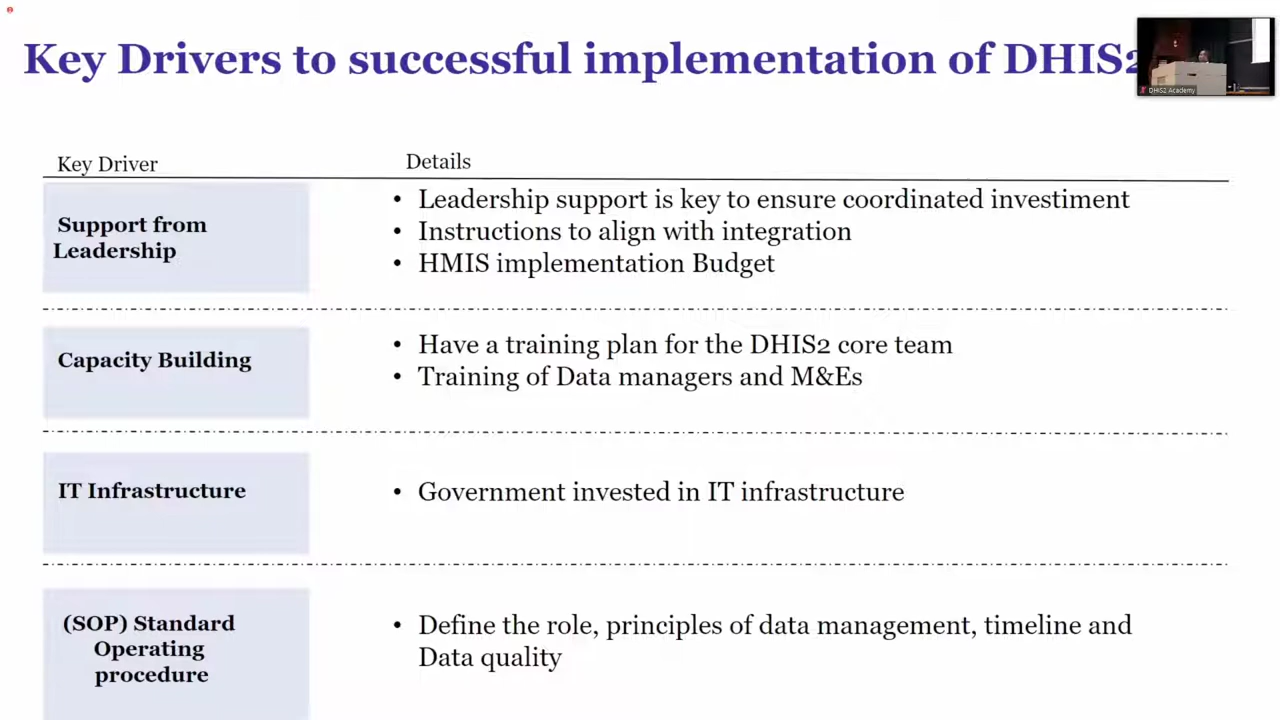 Key Drivers to successful implementation of DHIS2
DHIS2 Academy
Key Driver
Details
Support from
Leadership
• Leadership support is key to ensure coordinated investiment
• Instructions to align with integration
• HMIS implementation Budget
Capacity Building
• Have a training plan for the DHIS2 core team
• Training of Data managers and M&Es
IT Infrastructure
• Government invested in IT infrastructure
(SOP) Standard
Operating
procedure
• Define the role, principles of data management, timeline and
Data quality